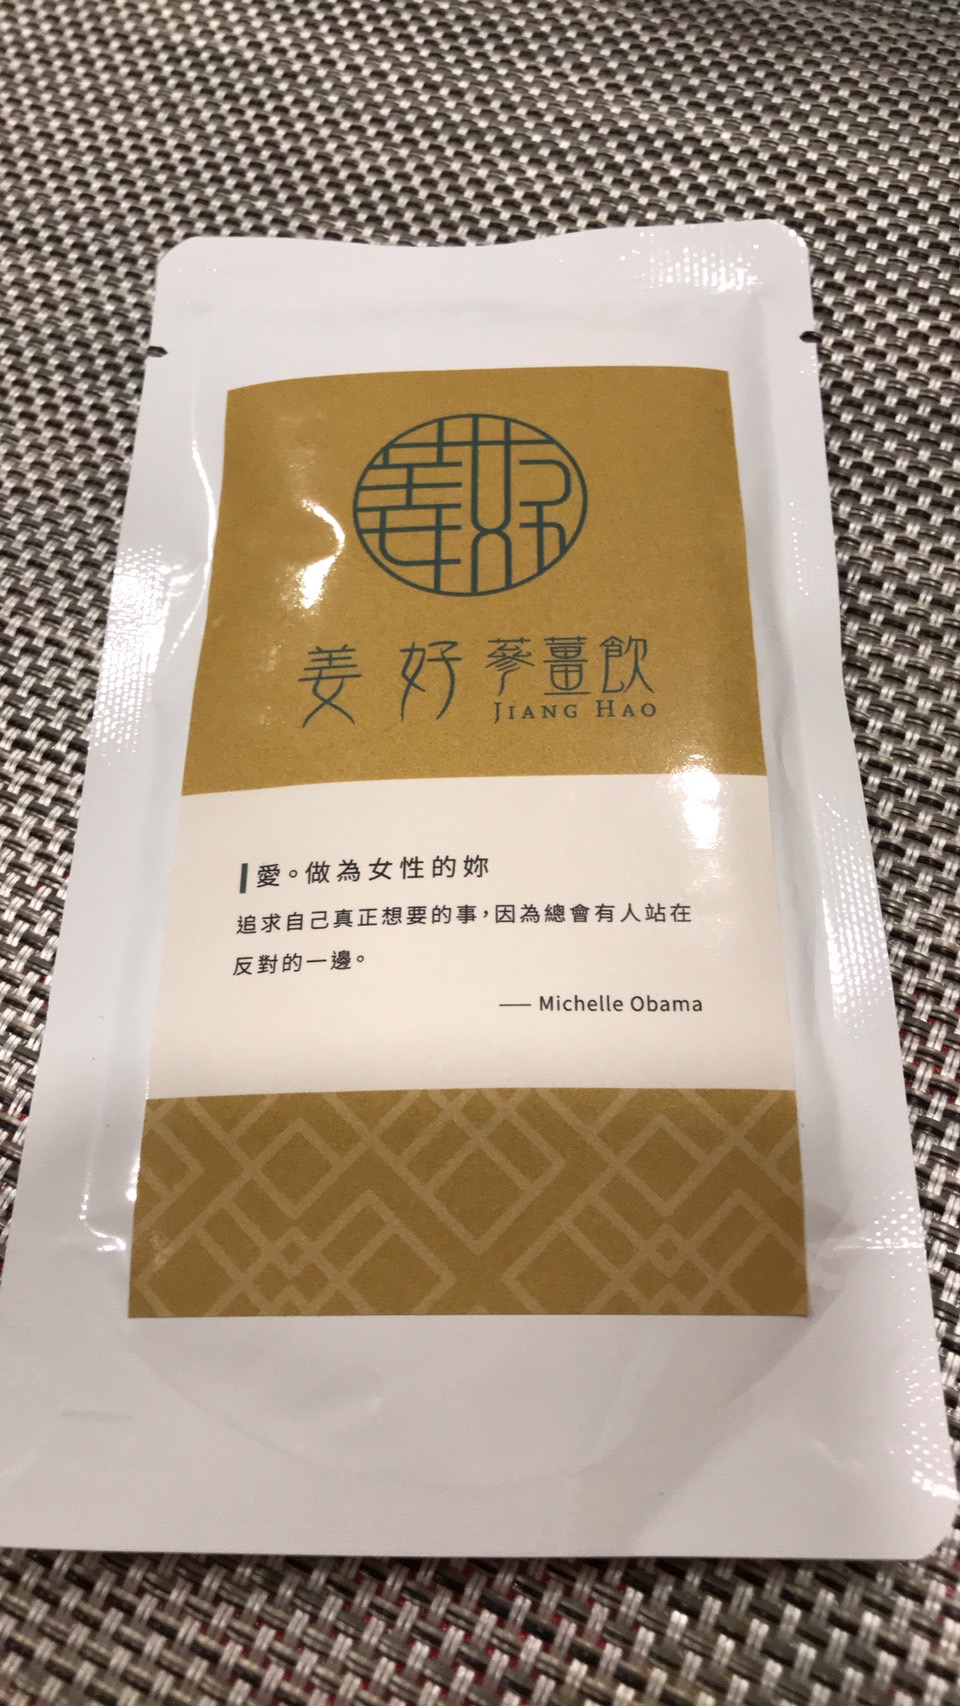 姜好
姜好蔘薑飲
JIANG HAO
愛。做為女性的妳
追求自己真正想要的事，因為總會有人站在
反對的一邊。
—— Michelle Obama